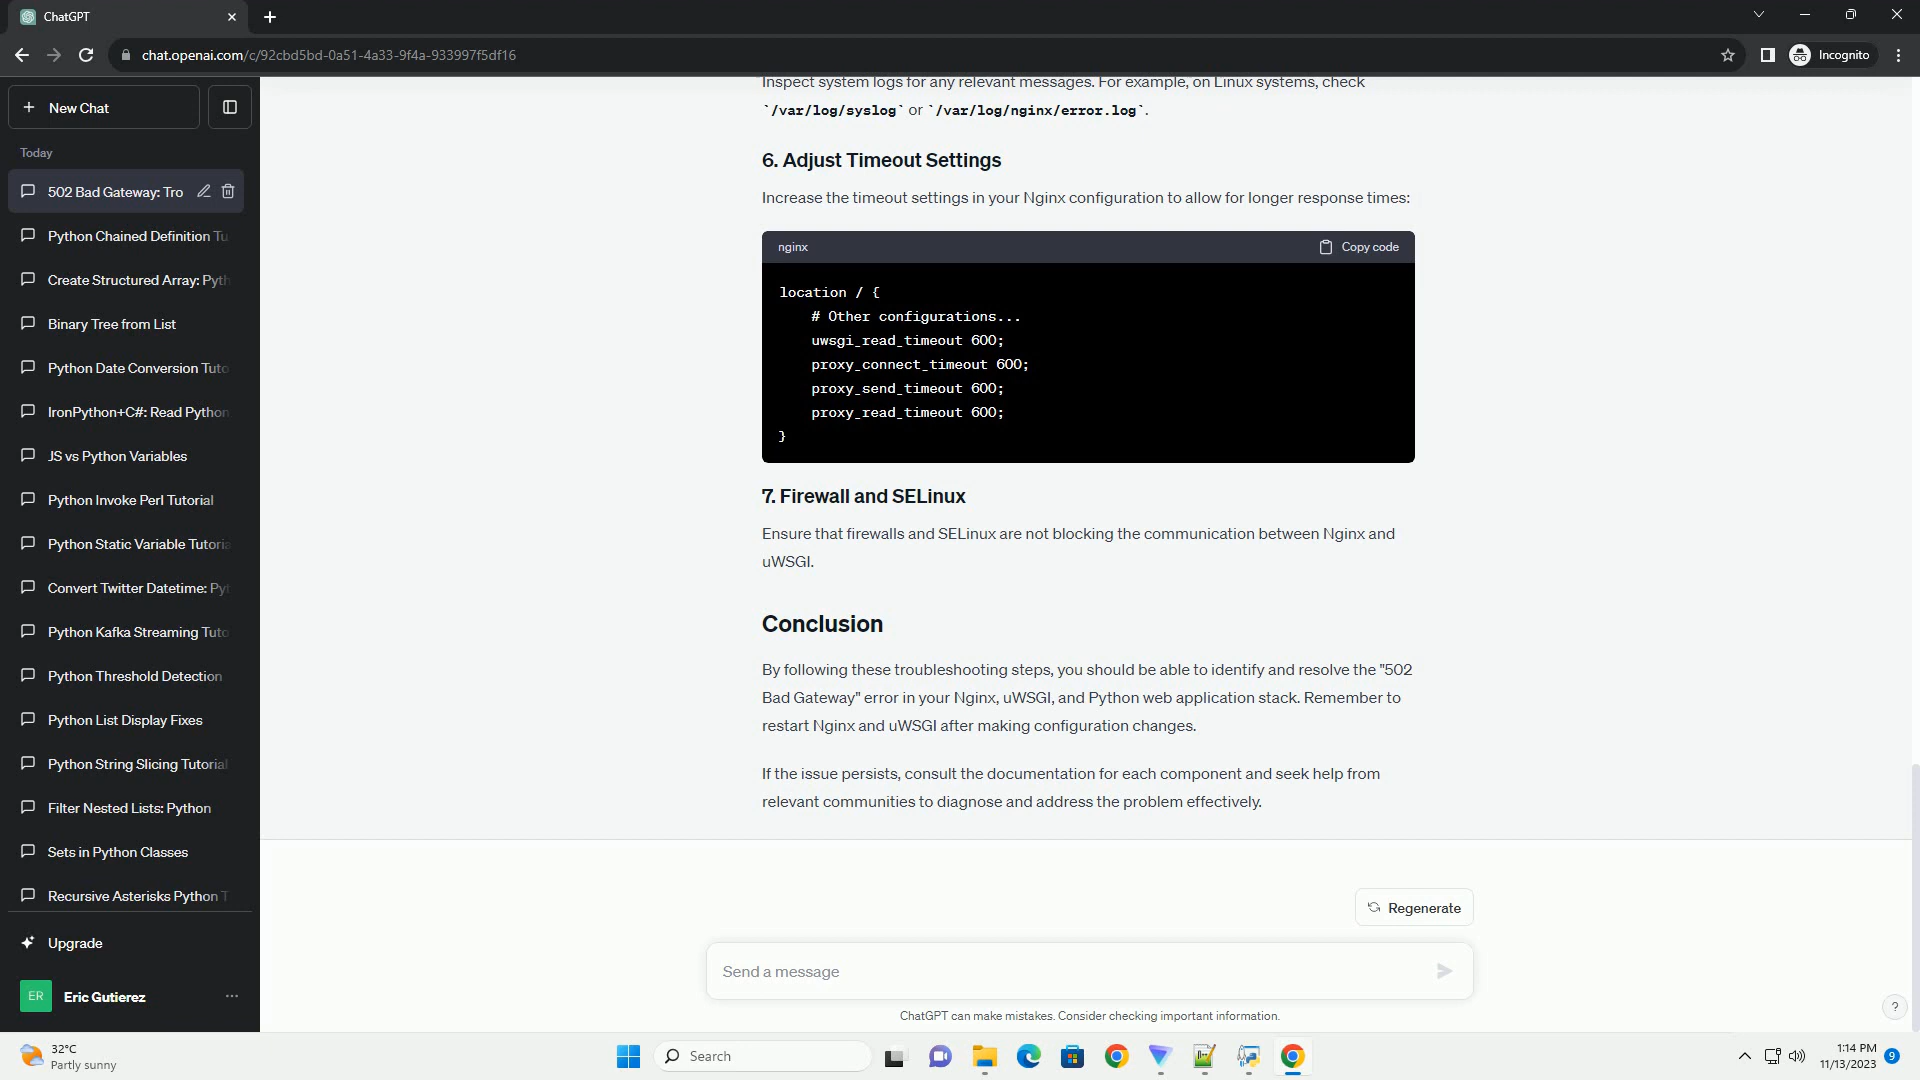 ChatGPT
chat.openai.com/c/92cbd5bd-0a51-4a33-9f4a-933997f5df16
Incognito
New Chat
Today
502 Bad Gateway: Tro
Python Chained Definition Tu
Create Structured Array: Pyth
Binary Tree from List
Python Date Conversion Tuto
IronPython+C#: Read Python
JS vs Python Variables
Python Invoke Perl Tutorial
Python Static Variable Tutoria
Convert Twitter Datetime: Pyt
Python Kafka Streaming Tuto
Python Threshold Detection
Python List Display Fixes
Python String Slicing Tutorial
Filter Nested Lists: Python
Sets in Python Classes
Recursive Asterisks Python T
Upgrade
ER
Eric Gutierez
Inspect system logs for any relevant messages. For example, on Linux systems, check
`/var/log/syslog` or `/var/log/nginx/error.log`.
6. Adjust Timeout Settings
Increase the timeout settings in your Nginx configuration to allow for longer response times:
nginx
Copy code
location / {
    # Other configurations...
    uwsgi_read_timeout 600;
    proxy_connect_timeout 600;
    proxy_send_timeout 600;
    proxy_read_timeout 600;
}
7. Firewall and SELinux
Ensure that firewalls and SELinux are not blocking the communication between Nginx and
uWSGI.
Conclusion
By following these troubleshooting steps, you should be able to identify and resolve the "502
Bad Gateway" error in your Nginx, uWSGI, and Python web application stack. Remember to
restart Nginx and uWSGI after making configuration changes.
If the issue persists, consult the documentation for each component and seek help from
relevant communities to diagnose and address the problem effectively.
Regenerate
Send a message
ChatGPT can make mistakes. Consider checking important information.
?
32°C
Partly sunny
Search
1:14 PM
11/13/2023
9